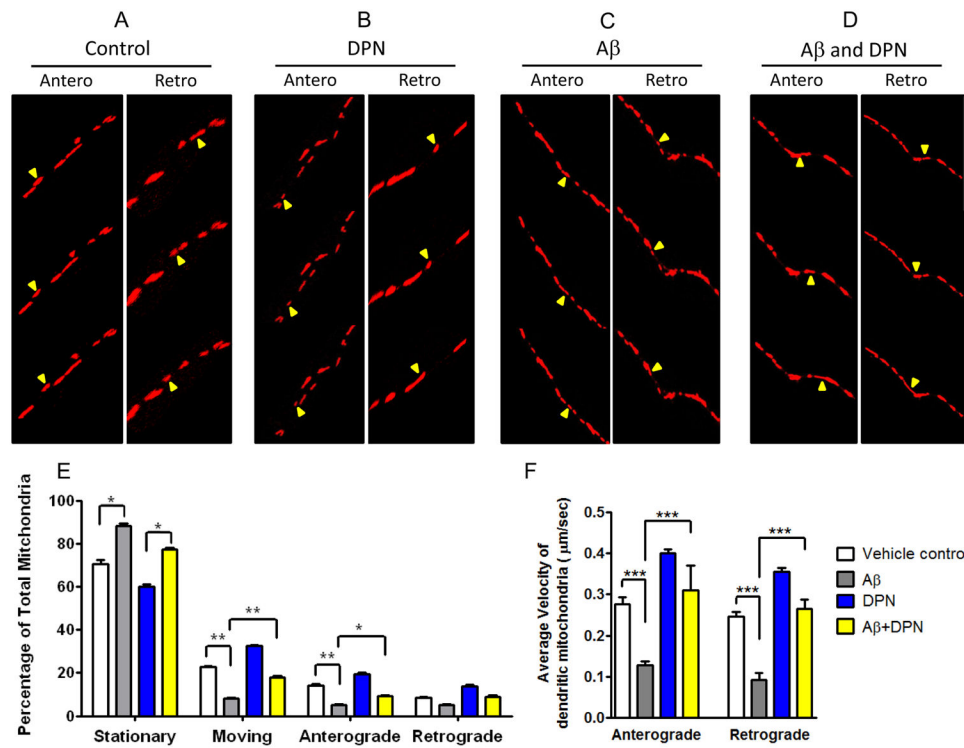 A
Control
Antero Retro
B
DPN
Antero Retro
C
Aβ
Antero Retro
D
Aβ and DPN
Antero Retro
E
Percentage of Total Mitchondria
100
80
60
40
20
0
*
*
**
**
**
*
Stationary Moving Anterograde Retrograde
F
Average Velocity of
dendritic mitochondria ( μm/sec)
0.5
0.4
0.3
0.2
0.1
0.0
***
***
***
***
Anterograde Retrograde
Vehicle control
Aβ
DPN
Aβ+DPN